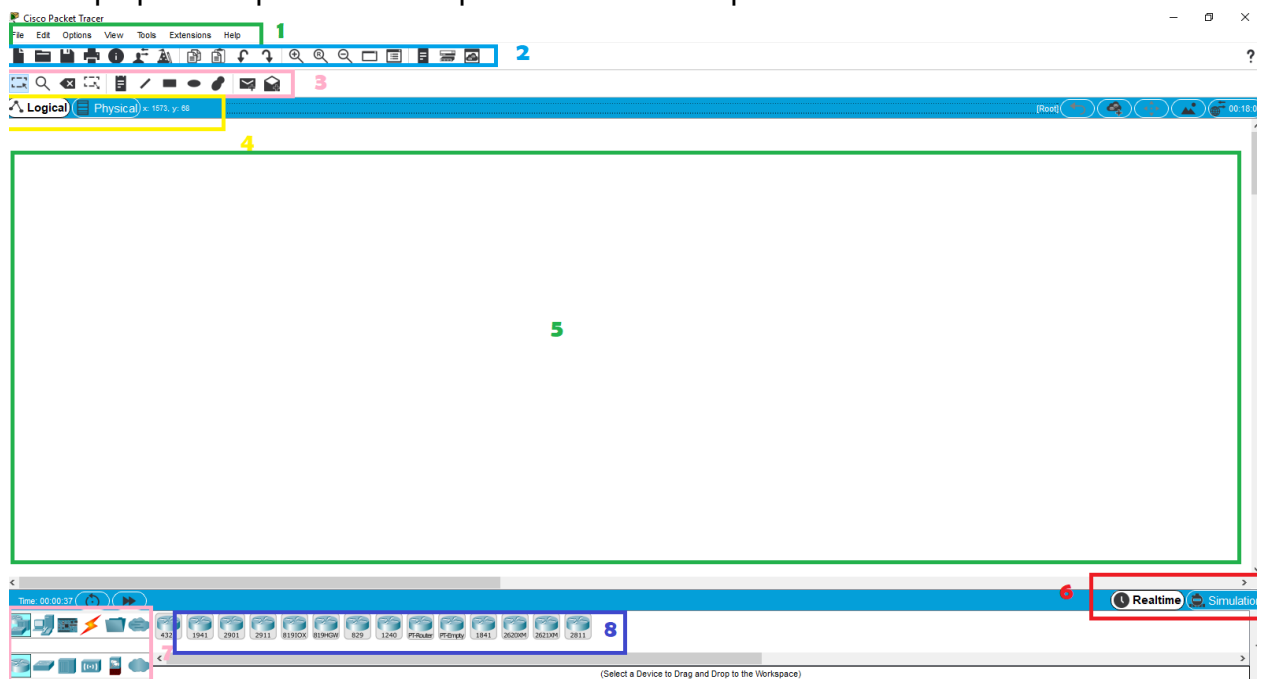 Cisco Packet Tracer
File Edit Options View Tools Extensions Help
1
2
?
3
Logical Physical x: 1573, y: 68 [Root] 00:18:0
4
5
6
Time: 00:00:37 Realtime Simulation
432 1941 2901 2911 819IOX 819HGW 829 1240 PT-Router PT-Empty 1841 2620XM 2621XM 2811 8
7
(Select a Device to Drag and Drop to the Workspace)